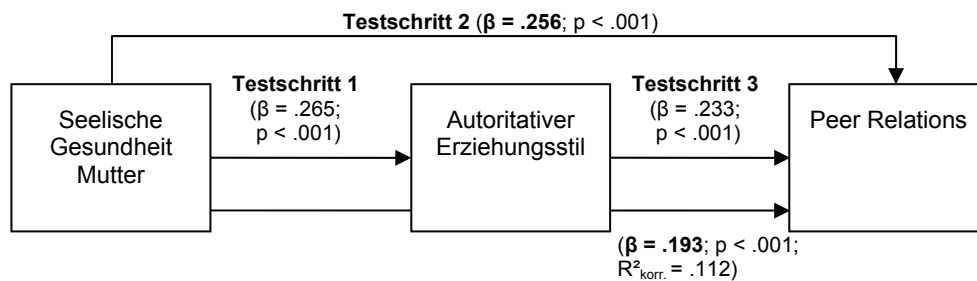 Testschritt 2 (β = .256; p < .001)
Testschritt 1
(β = .265;
p < .001)
Testschritt 3
(β = .233;
p < .001)
Seelische
Gesundheit
Mutter
Autoritativer
Erziehungsstil
Peer Relations
(β = .193; p < .001;
R²korr. = .112)